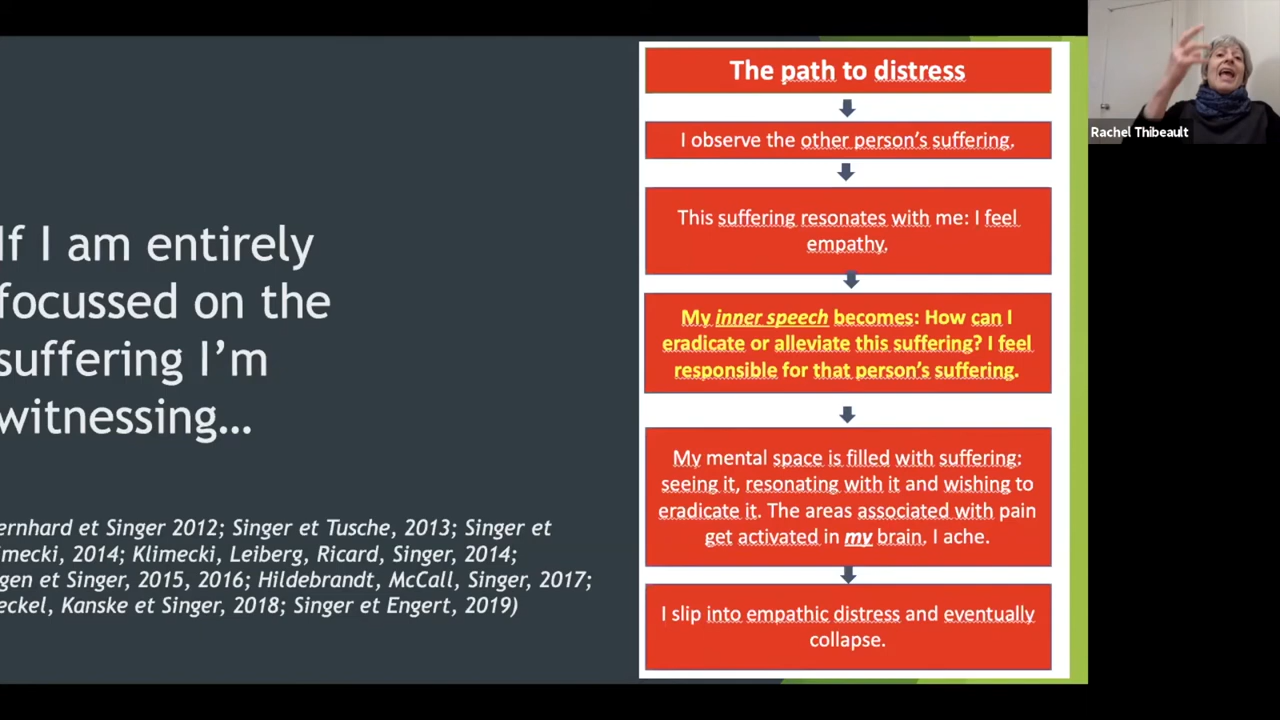 If I am entirely
focussed on the
suffering I'm
witnessing...
ernhard et Singer 2012; Singer et Tusche, 2013; Singer et
mecki, 2014; Klimecki, Leiberg, Ricard, Singer, 2014;
gen et Singer, 2015, 2016; Hildebrandt, McCall, Singer, 2017;
eckel, Kanske et Singer, 2018; Singer et Engert, 2019)
The path to distress
I observe the other person's suffering.
This suffering resonates with me: I feel
empathy.
My inner speech becomes: How can I
eradicate or alleviate this suffering? I feel
responsible for that person's suffering.
My mental space is filled with suffering:
seeing it, resonating with it and wishing to
eradicate it. The areas associated with pain
get activated in my brain. I ache.
I slip into empathic distress and eventually
collapse.
Rachel Thibeault